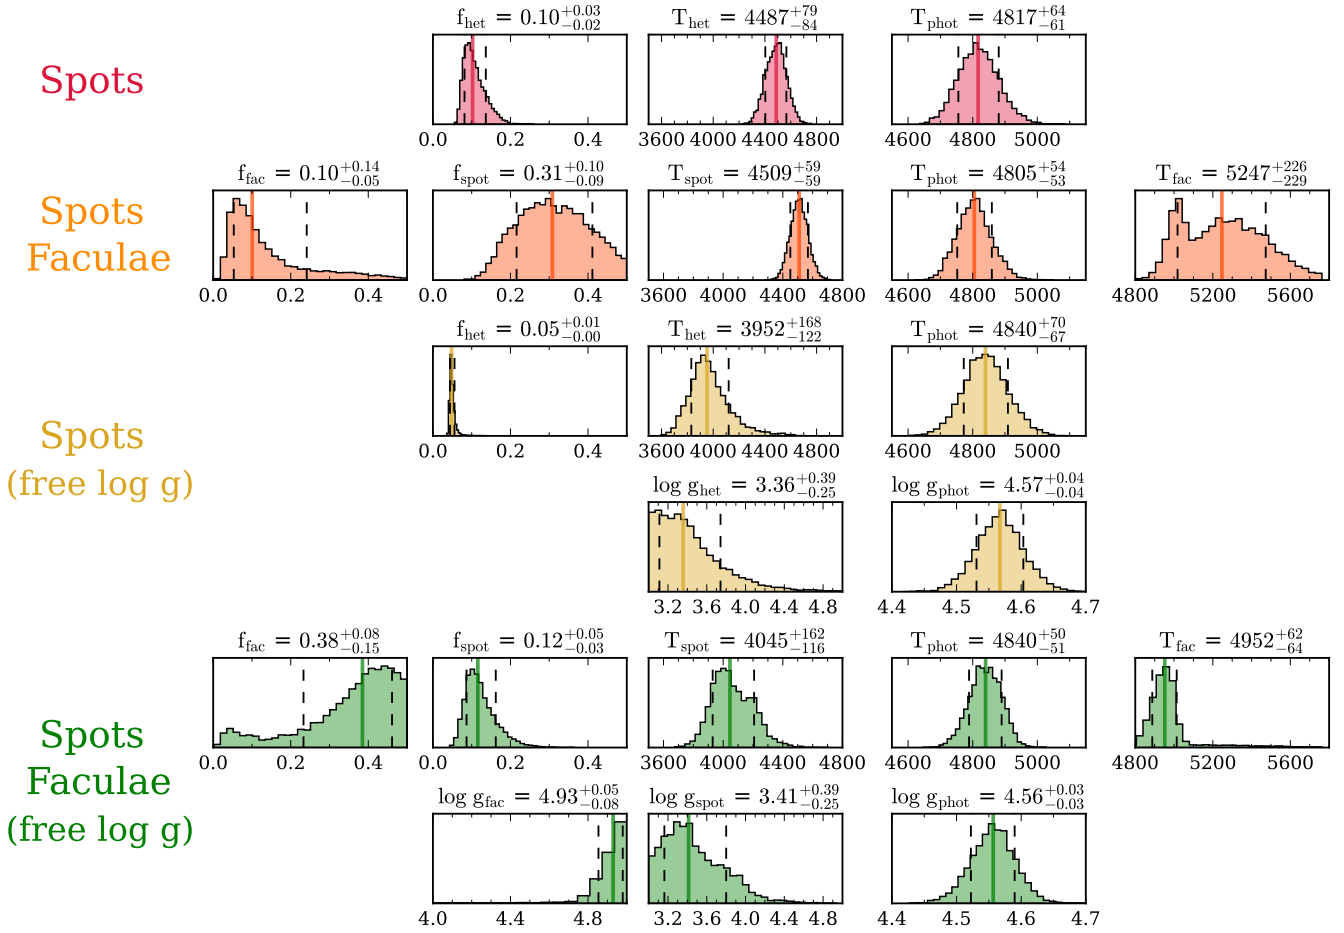 f_het = 0.10^{+0.03}_{−0.02} T_het = 4487^{+79}_{−84} T_phot = 4817^{+64}_{−61}
Spots
0.0 0.2 0.4 3600 4000 4400 4800 4600 4800 5000
f_fac = 0.10^{+0.14}_{−0.05} f_spot = 0.31^{+0.10}_{−0.09} T_spot = 4509^{+59}_{−59} T_phot = 4805^{+54}_{−53} T_fac = 5247^{+226}_{−229}
Spots
Faculae
0.0 0.2 0.4 0.0 0.2 0.4 3600 4000 4400 4800 4600 4800 5000 4800 5200 5600
f_het = 0.05^{+0.01}_{−0.00} T_het = 3952^{+168}_{−122} T_phot = 4840^{+70}_{−67}
0.0 0.2 0.4 3600 4000 4400 4800 4600 4800 5000
Spots
(free log g)
log g_het = 3.36^{+0.39}_{−0.25} log g_phot = 4.57^{+0.04}_{−0.04}
3.2 3.6 4.0 4.4 4.8 4.4 4.5 4.6 4.7
f_fac = 0.38^{+0.08}_{−0.15} f_spot = 0.12^{+0.05}_{−0.03} T_spot = 4045^{+162}_{−116} T_phot = 4840^{+50}_{−51} T_fac = 4952^{+62}_{−64}
0.0 0.2 0.4 0.0 0.2 0.4 3600 4000 4400 4800 4600 4800 5000 4800 5200 5600
Spots
Faculae
(free log g)
log g_fac = 4.93^{+0.05}_{−0.08} log g_spot = 3.41^{+0.39}_{−0.25} log g_phot = 4.56^{+0.03}_{−0.03}
4.0 4.4 4.8 3.2 3.6 4.0 4.4 4.8 4.4 4.5 4.6 4.7